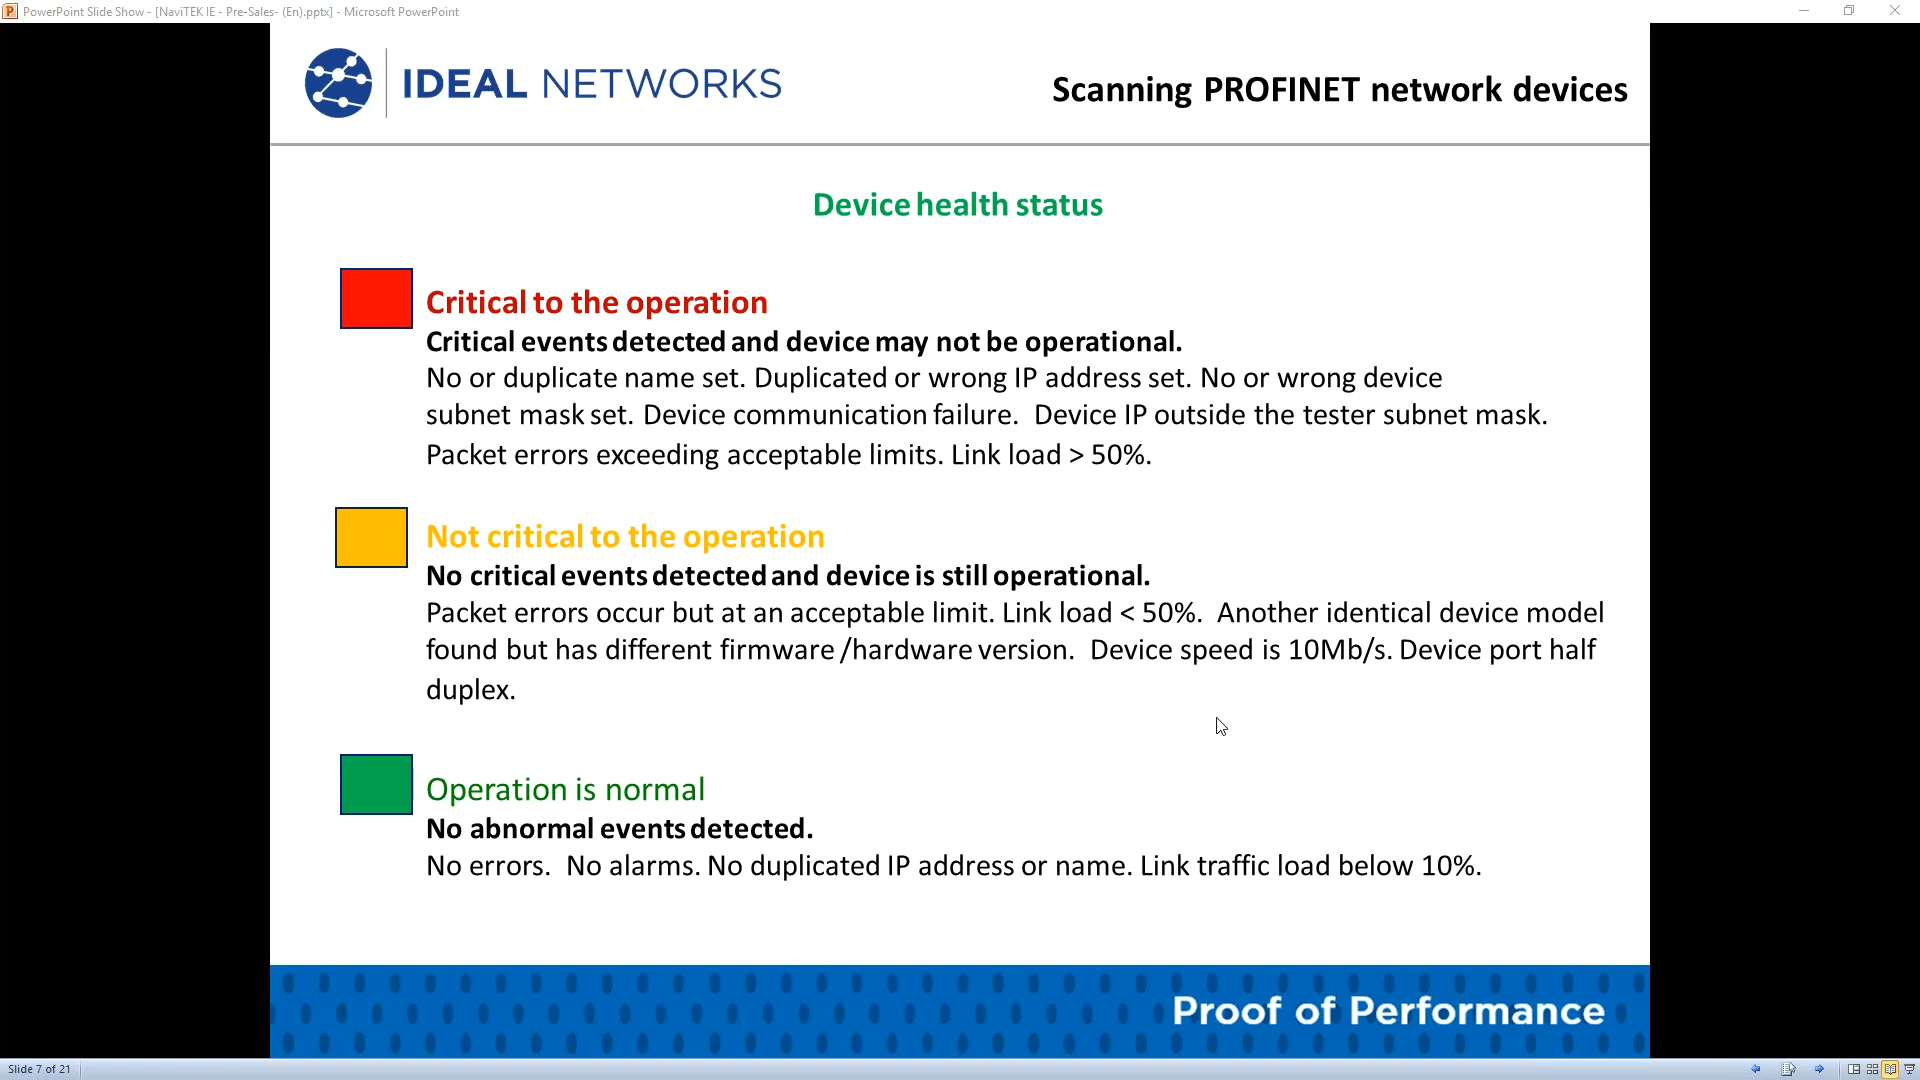 PowerPoint Slide Show - [NaviTEK IE - Pre-Sales- (En).pptx] - Microsoft PowerPoint
IDEAL NETWORKS
Scanning PROFINET network devices
Device health status
Critical to the operation
Critical events detected and device may not be operational.
No or duplicate name set. Duplicated or wrong IP address set. No or wrong device
subnet mask set. Device communication failure. Device IP outside the tester subnet mask.
Packet errors exceeding acceptable limits. Link load > 50%.
Not critical to the operation
No critical events detected and device is still operational.
Packet errors occur but at an acceptable limit. Link load < 50%. Another identical device model
found but has different firmware /hardware version. Device speed is 10Mb/s. Device port half
duplex.
Operation is normal
No abnormal events detected.
No errors. No alarms. No duplicated IP address or name. Link traffic load below 10%.
Proof of Performance
Slide 7 of 21